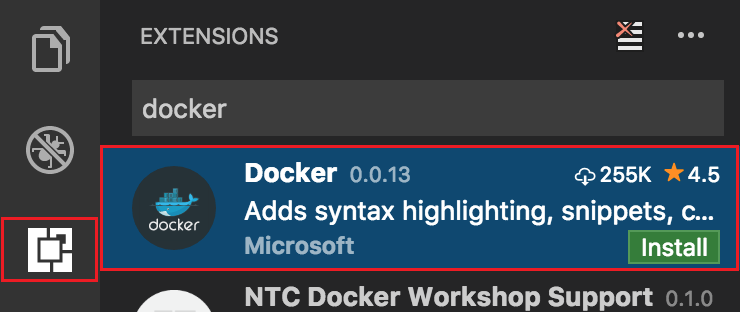 EXTENSIONS
docker
Docker 0.0.13 255K 4.5
Adds syntax highlighting, snippets, c...
docker
Microsoft Install
NTC Docker Workshop Support 0.1.0